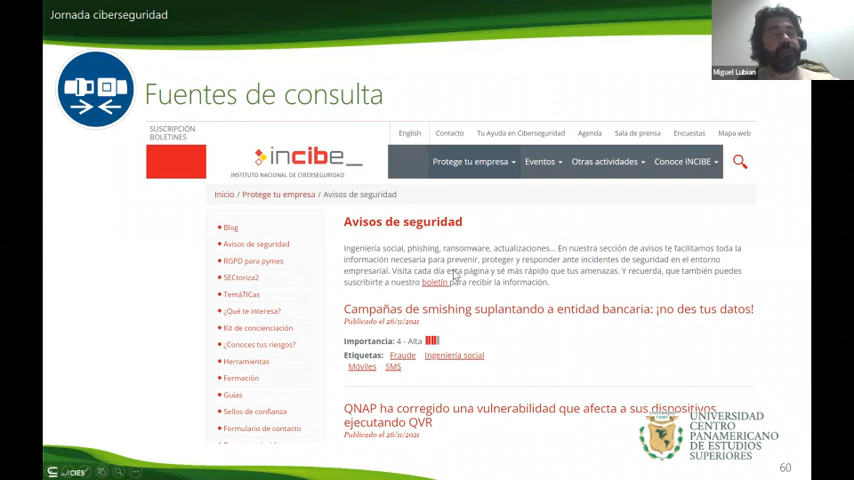 Jornada ciberseguridad
Miguel Lubian
Fuentes de consulta
SUSCRIPCIÓN
BOLETINES
English
Contacto
Tu Ayuda en Ciberseguridad
Agenda
Sala de prensa
Encuestas
Mapa web
incibe_
INSTITUTO NACIONAL DE CIBERSEGURIDAD
Protege tu empresa
Eventos
Otras actividades
Conoce INCIBE
Inicio / Protege tu empresa / Avisos de seguridad
Blog
Avisos de seguridad
RGPD para pymes
SECtoriza2
TemáTICas
¿Qué te interesa?
Kit de concienciación
¿Conoces tus riesgos?
Herramientas
Formación
Guías
Sellos de confianza
Formulario de contacto
Avisos de seguridad
Ingeniería social, phishing, ransomware, actualizaciones... En nuestra sección de avisos te facilitamos toda la
información necesaria para prevenir, proteger y responder ante incidentes de seguridad en el entorno
empresarial. Visita cada día esta página y sé más rápido que tus amenazas. Y recuerda, que también puedes
suscribirte a nuestro boletín para recibir la información.
Campañas de smishing suplantando a entidad bancaria: ¡no des tus datos!
Publicado el 26/11/2021
Importancia: 4 - Alta
Etiquetas: Fraude Ingeniería social
Móviles SMS
QNAP ha corregido una vulnerabilidad que afecta a sus dispositivos
ejecutando QVR
Publicado el 26/11/2021
UNIVERSIDAD
CENTRO
PANAMERICANO
DE ESTUDIOS
SUPERIORES
60